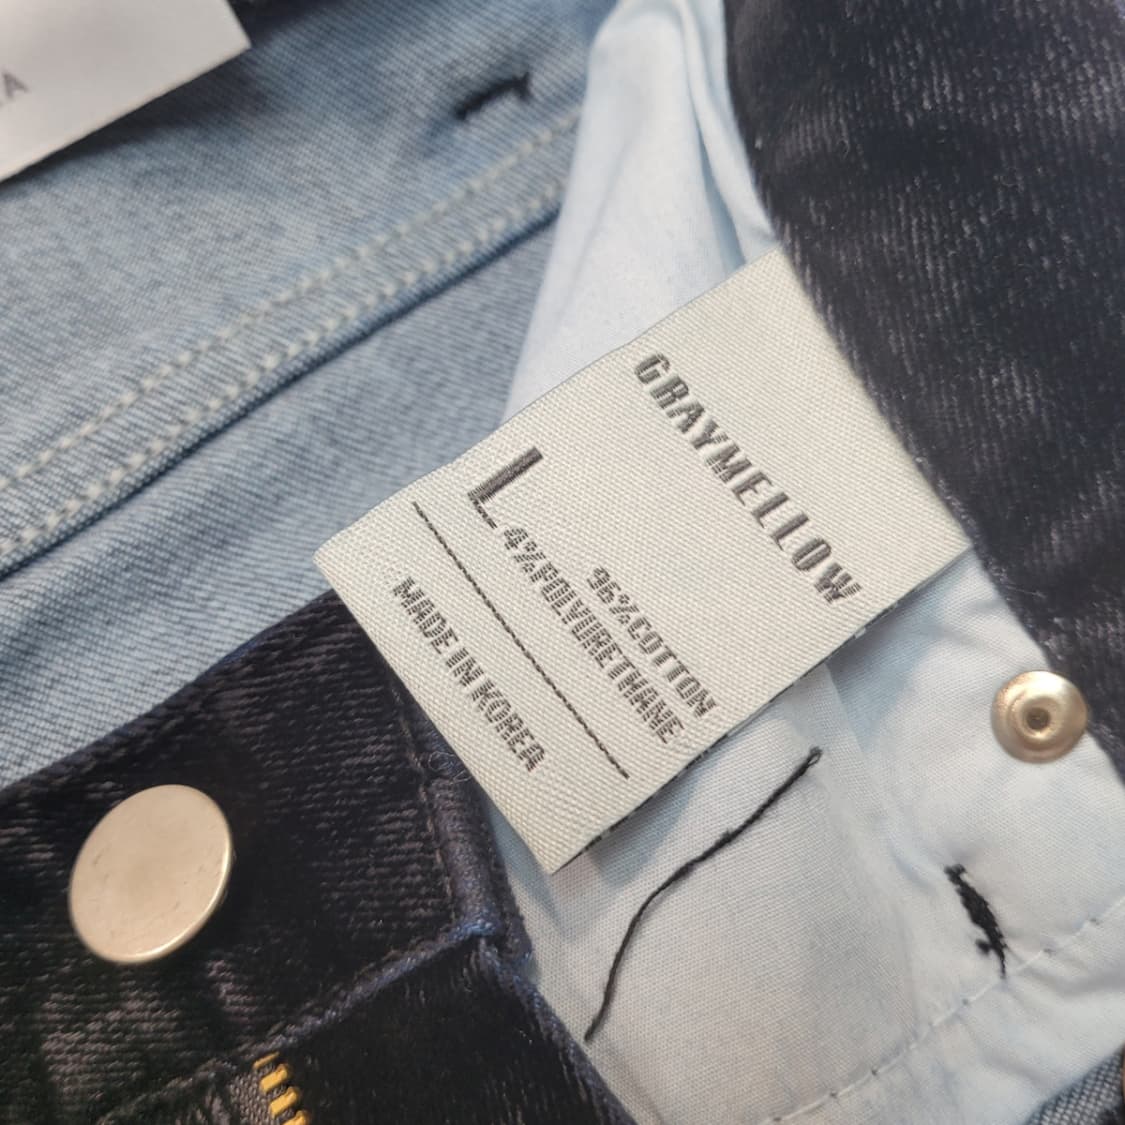 GRAYMELLOW
96%COTTON
4%POLYURETHANE
L
MADE IN KOREA